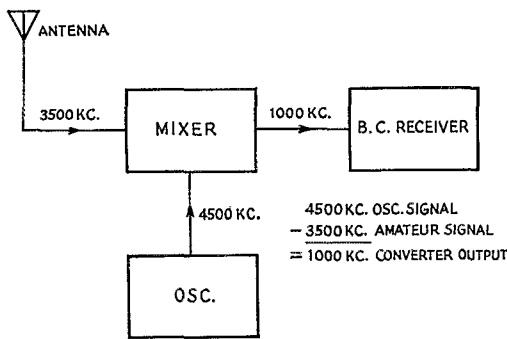 ANTENNA
3500 KC.
MIXER
1000 KC.
B.C. RECEIVER
4500 KC.
OSC.
4500 KC. OSC. SIGNAL
− 3500 KC. AMATEUR SIGNAL
= 1000 KC. CONVERTER OUTPUT